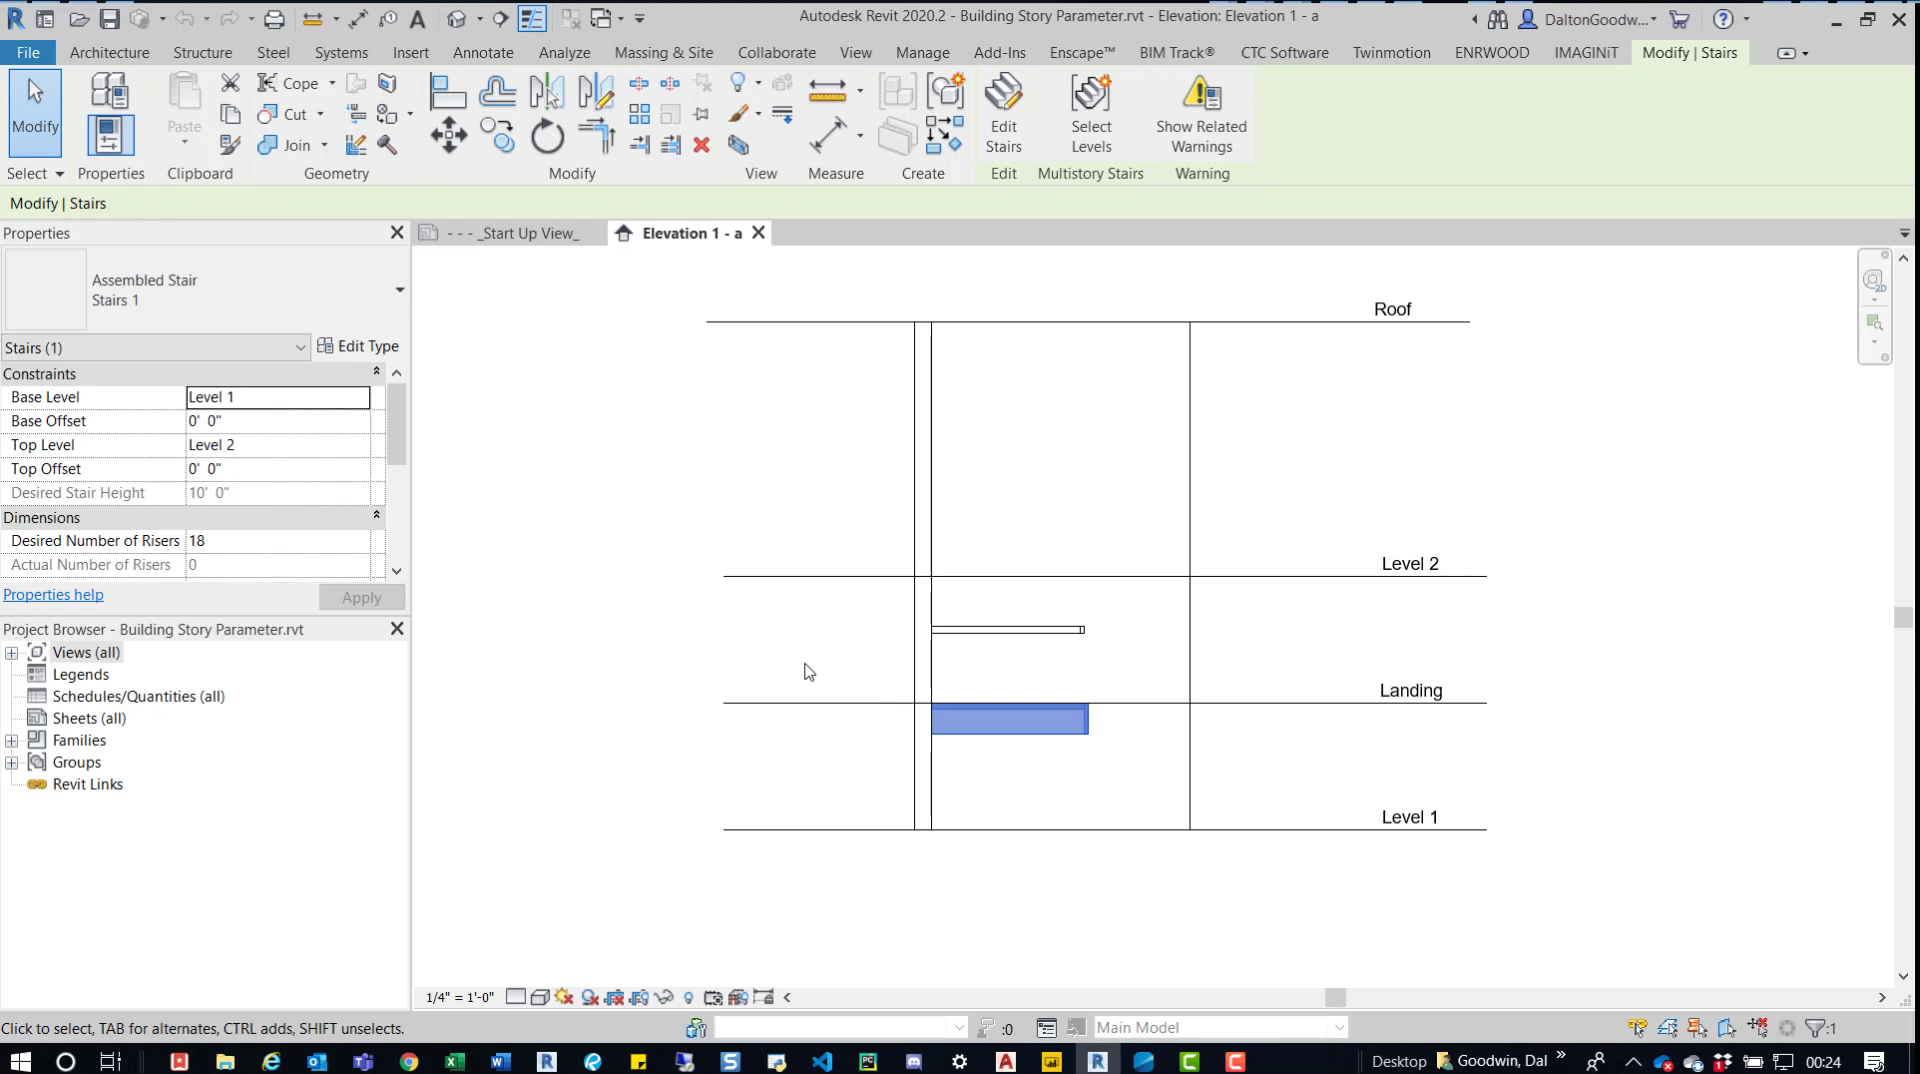 Autodesk Revit 2020.2 - Building Story Parameter.rvt - Elevation: Elevation 1 - a
DaltonGoodw...
File Architecture Structure Steel Systems Insert Annotate Analyze Massing & Site Collaborate View Manage Add-Ins Enscape™ BIM Track® CTC Software Twinmotion ENRWOOD IMAGINiT Modify | Stairs
Modify
Paste
Cope
Cut
Join
Edit Stairs
Select Levels
Show Related Warnings
Select Properties Clipboard Geometry Modify View Measure Create Edit Multistory Stairs Warning
Modify | Stairs
Properties
- - - _Start Up View_
Elevation 1 - a
Assembled Stair
Stairs 1
Stairs (1)
Edit Type
Constraints
Base Level Level 1
Base Offset 0' 0"
Top Level Level 2
Top Offset 0' 0"
Desired Stair Height 10' 0"
Dimensions
Desired Number of Risers 18
Actual Number of Risers 0
Properties help
Apply
Project Browser - Building Story Parameter.rvt
Views (all)
Legends
Schedules/Quantities (all)
Sheets (all)
Families
Groups
Revit Links
Roof
Level 2
Landing
Level 1
2D
1/4" = 1'-0"
Click to select, TAB for alternates, CTRL adds, SHIFT unselects.
:0
Main Model
:1
Desktop
Goodwin, Dal
00:24